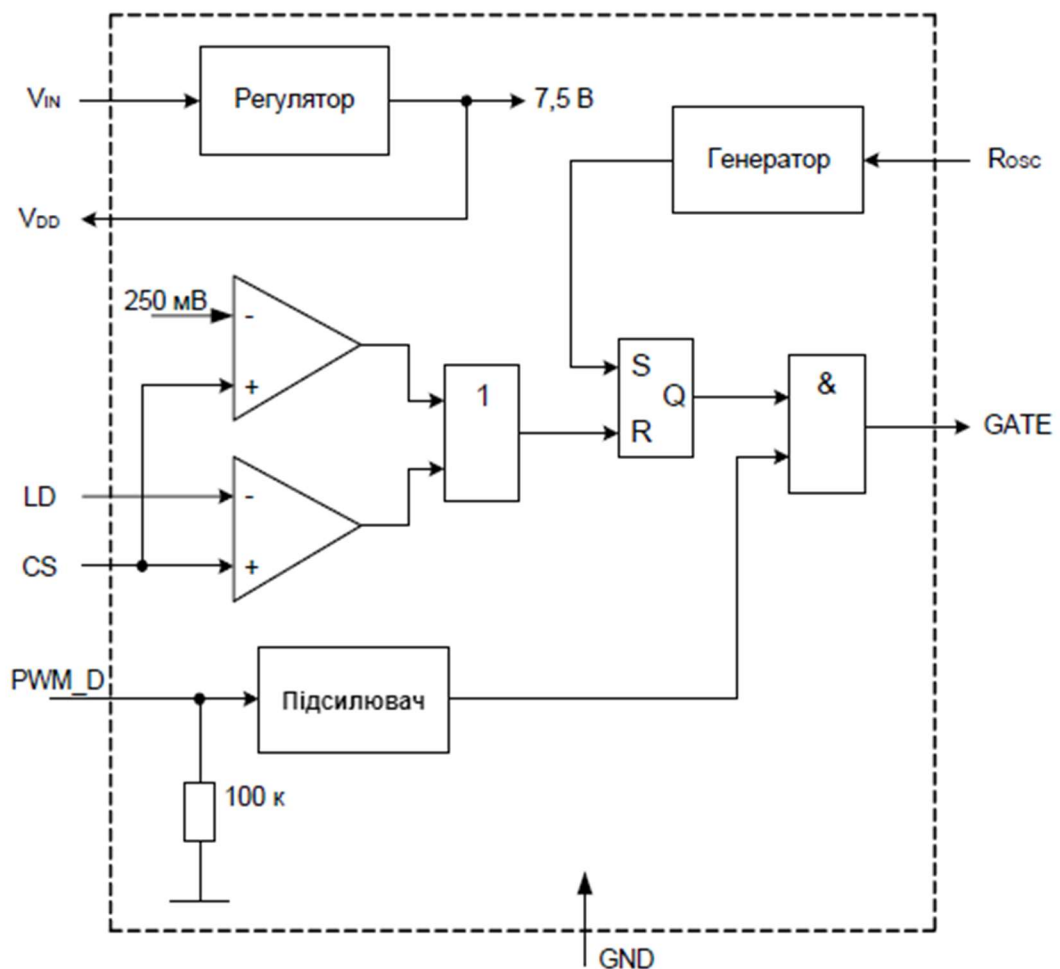 VIN
Регулятор
7,5 В
Генератор
ROSC
VDD
250 мВ
-
+
1
S
Q
R
&
GATE
LD
-
CS
+
PWM_D
Підсилювач
100 к
GND